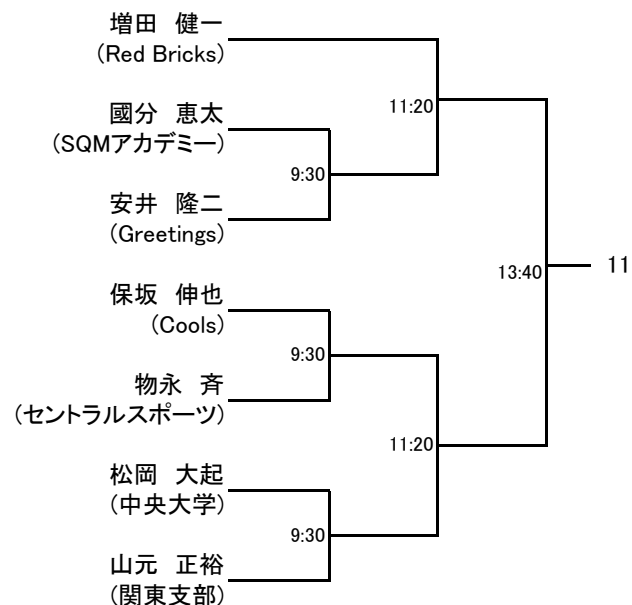 増田　健一
(Red Bricks)
11:20
國分　恵太
(SQMアカデミー)
9:30
安井　隆二
(Greetings)
13:40
11
保坂　伸也
(Cools)
9:30
物永　斉
(セントラルスポーツ)
11:20
松岡　大起
(中央大学)
9:30
山元　正裕
(関東支部)